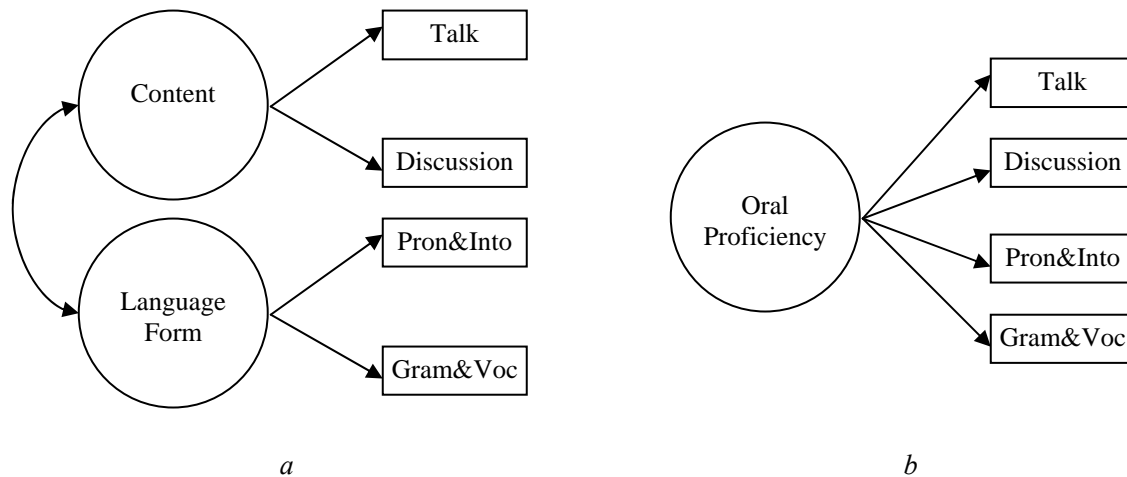 Talk
Content
Discussion
Pron&Into
Language
Form
Gram&Voc
a
Talk
Discussion
Oral
Proficiency
Pron&Into
Gram&Voc
b